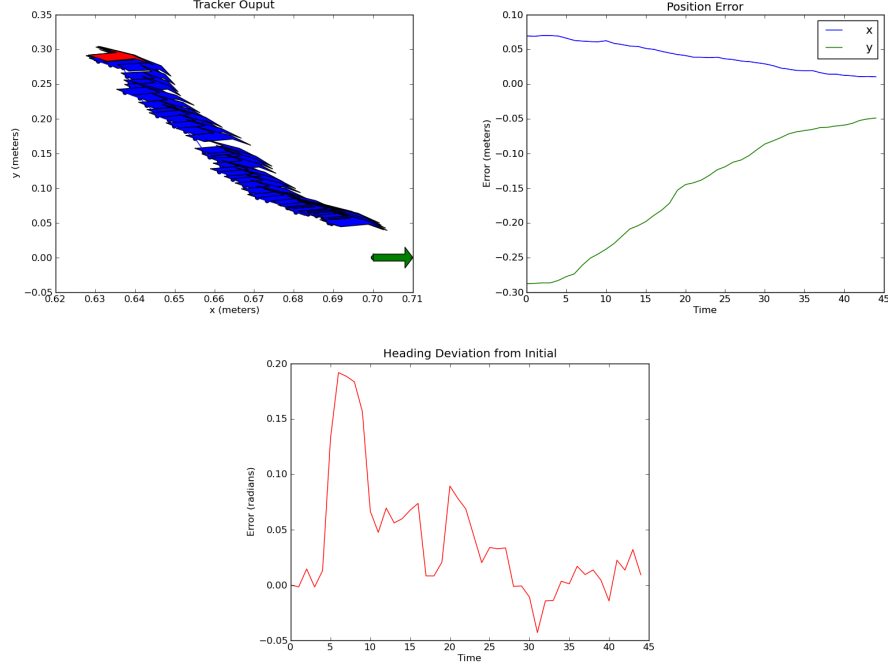 Tracker Ouput
0.35
0.30
0.25
0.20
0.15
0.10
0.05
0.00
−0.05
0.62 0.63 0.64 0.65 0.66 0.67 0.68 0.69 0.70 0.71
x (meters)
y (meters)
Position Error
x
y
0.10
0.05
0.00
−0.05
−0.10
−0.15
−0.20
−0.25
−0.30
0 5 10 15 20 25 30 35 40 45
Time
Error (meters)
Heading Deviation from Initial
0.20
0.15
0.10
0.05
0.00
−0.05
0 5 10 15 20 25 30 35 40 45
Time
Error (radians)